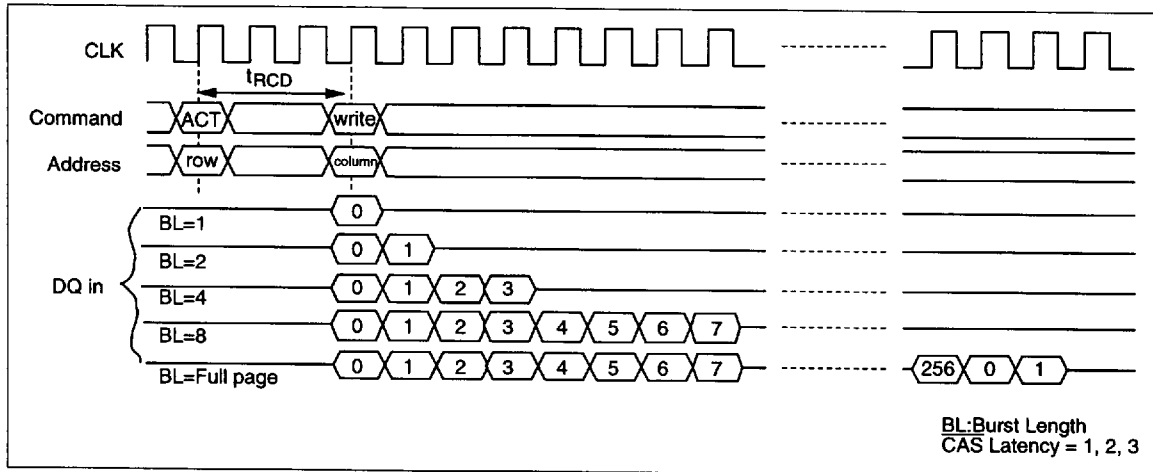 CLK
tRCD
Command ACT write
Address row column
DQ in
0
BL=1
0 1
BL=2
0 1 2 3
BL=4
0 1 2 3 4 5 6 7
BL=8
0 1 2 3 4 5 6 7 256 0 1
BL=Full page
BL:Burst Length
CAS Latency = 1, 2, 3